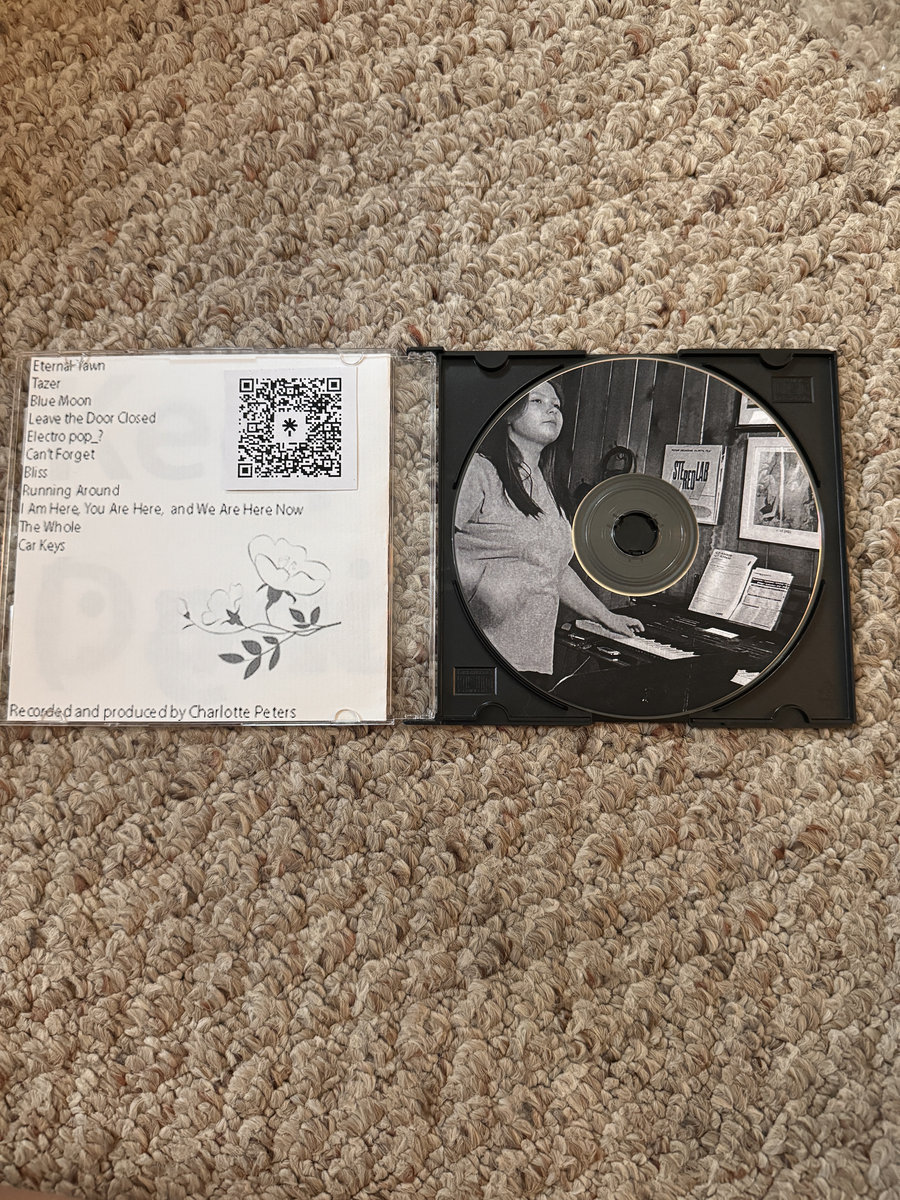 Eternal Yawn
Tazer
Blue Moon
Leave the Door Closed
Electro pop_?
Can't Forget
Bliss
Running Around
I Am Here, You Are Here, and We Are Here Now
The Whole
Car Keys
Recorded and produced by Charlotte Peters
STEREOLAB